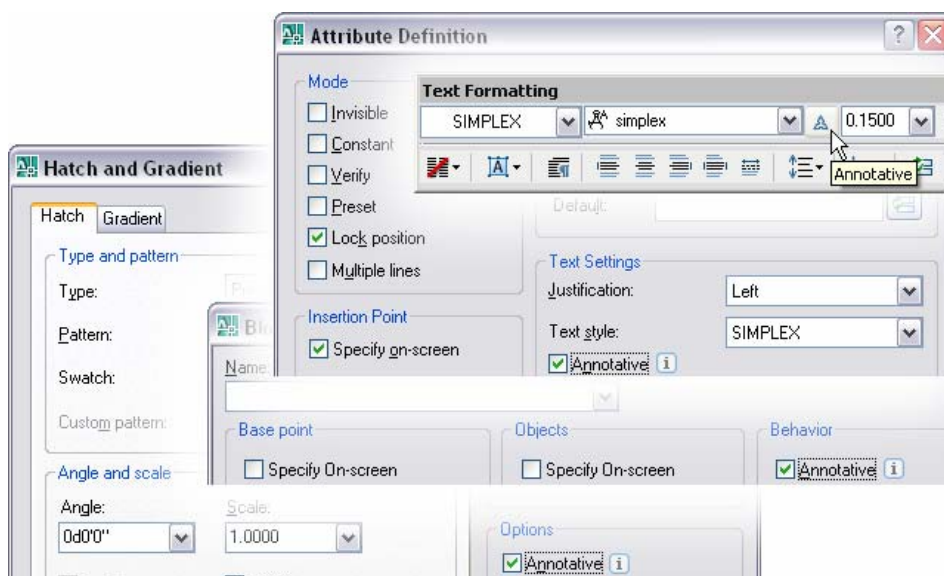 Attribute Definition
Mode
Invisible
Constant
Verify
Preset
Lock position
Multiple lines
Insertion Point
Specify on-screen
Text Formatting
SIMPLEX
simplex
0.1500
Annotative
Default:
Text Settings
Justification:
Left
Text style:
SIMPLEX
Annotative
Hatch and Gradient
Hatch
Gradient
Type and pattern
Type:
Pattern:
Swatch:
Custom pattern:
Angle and scale
Angle:
0d0'0"
Scale:
1.0000
Name:
Base point
Specify On-screen
Objects
Specify On-screen
Behavior
Annotative
Options
Annotative